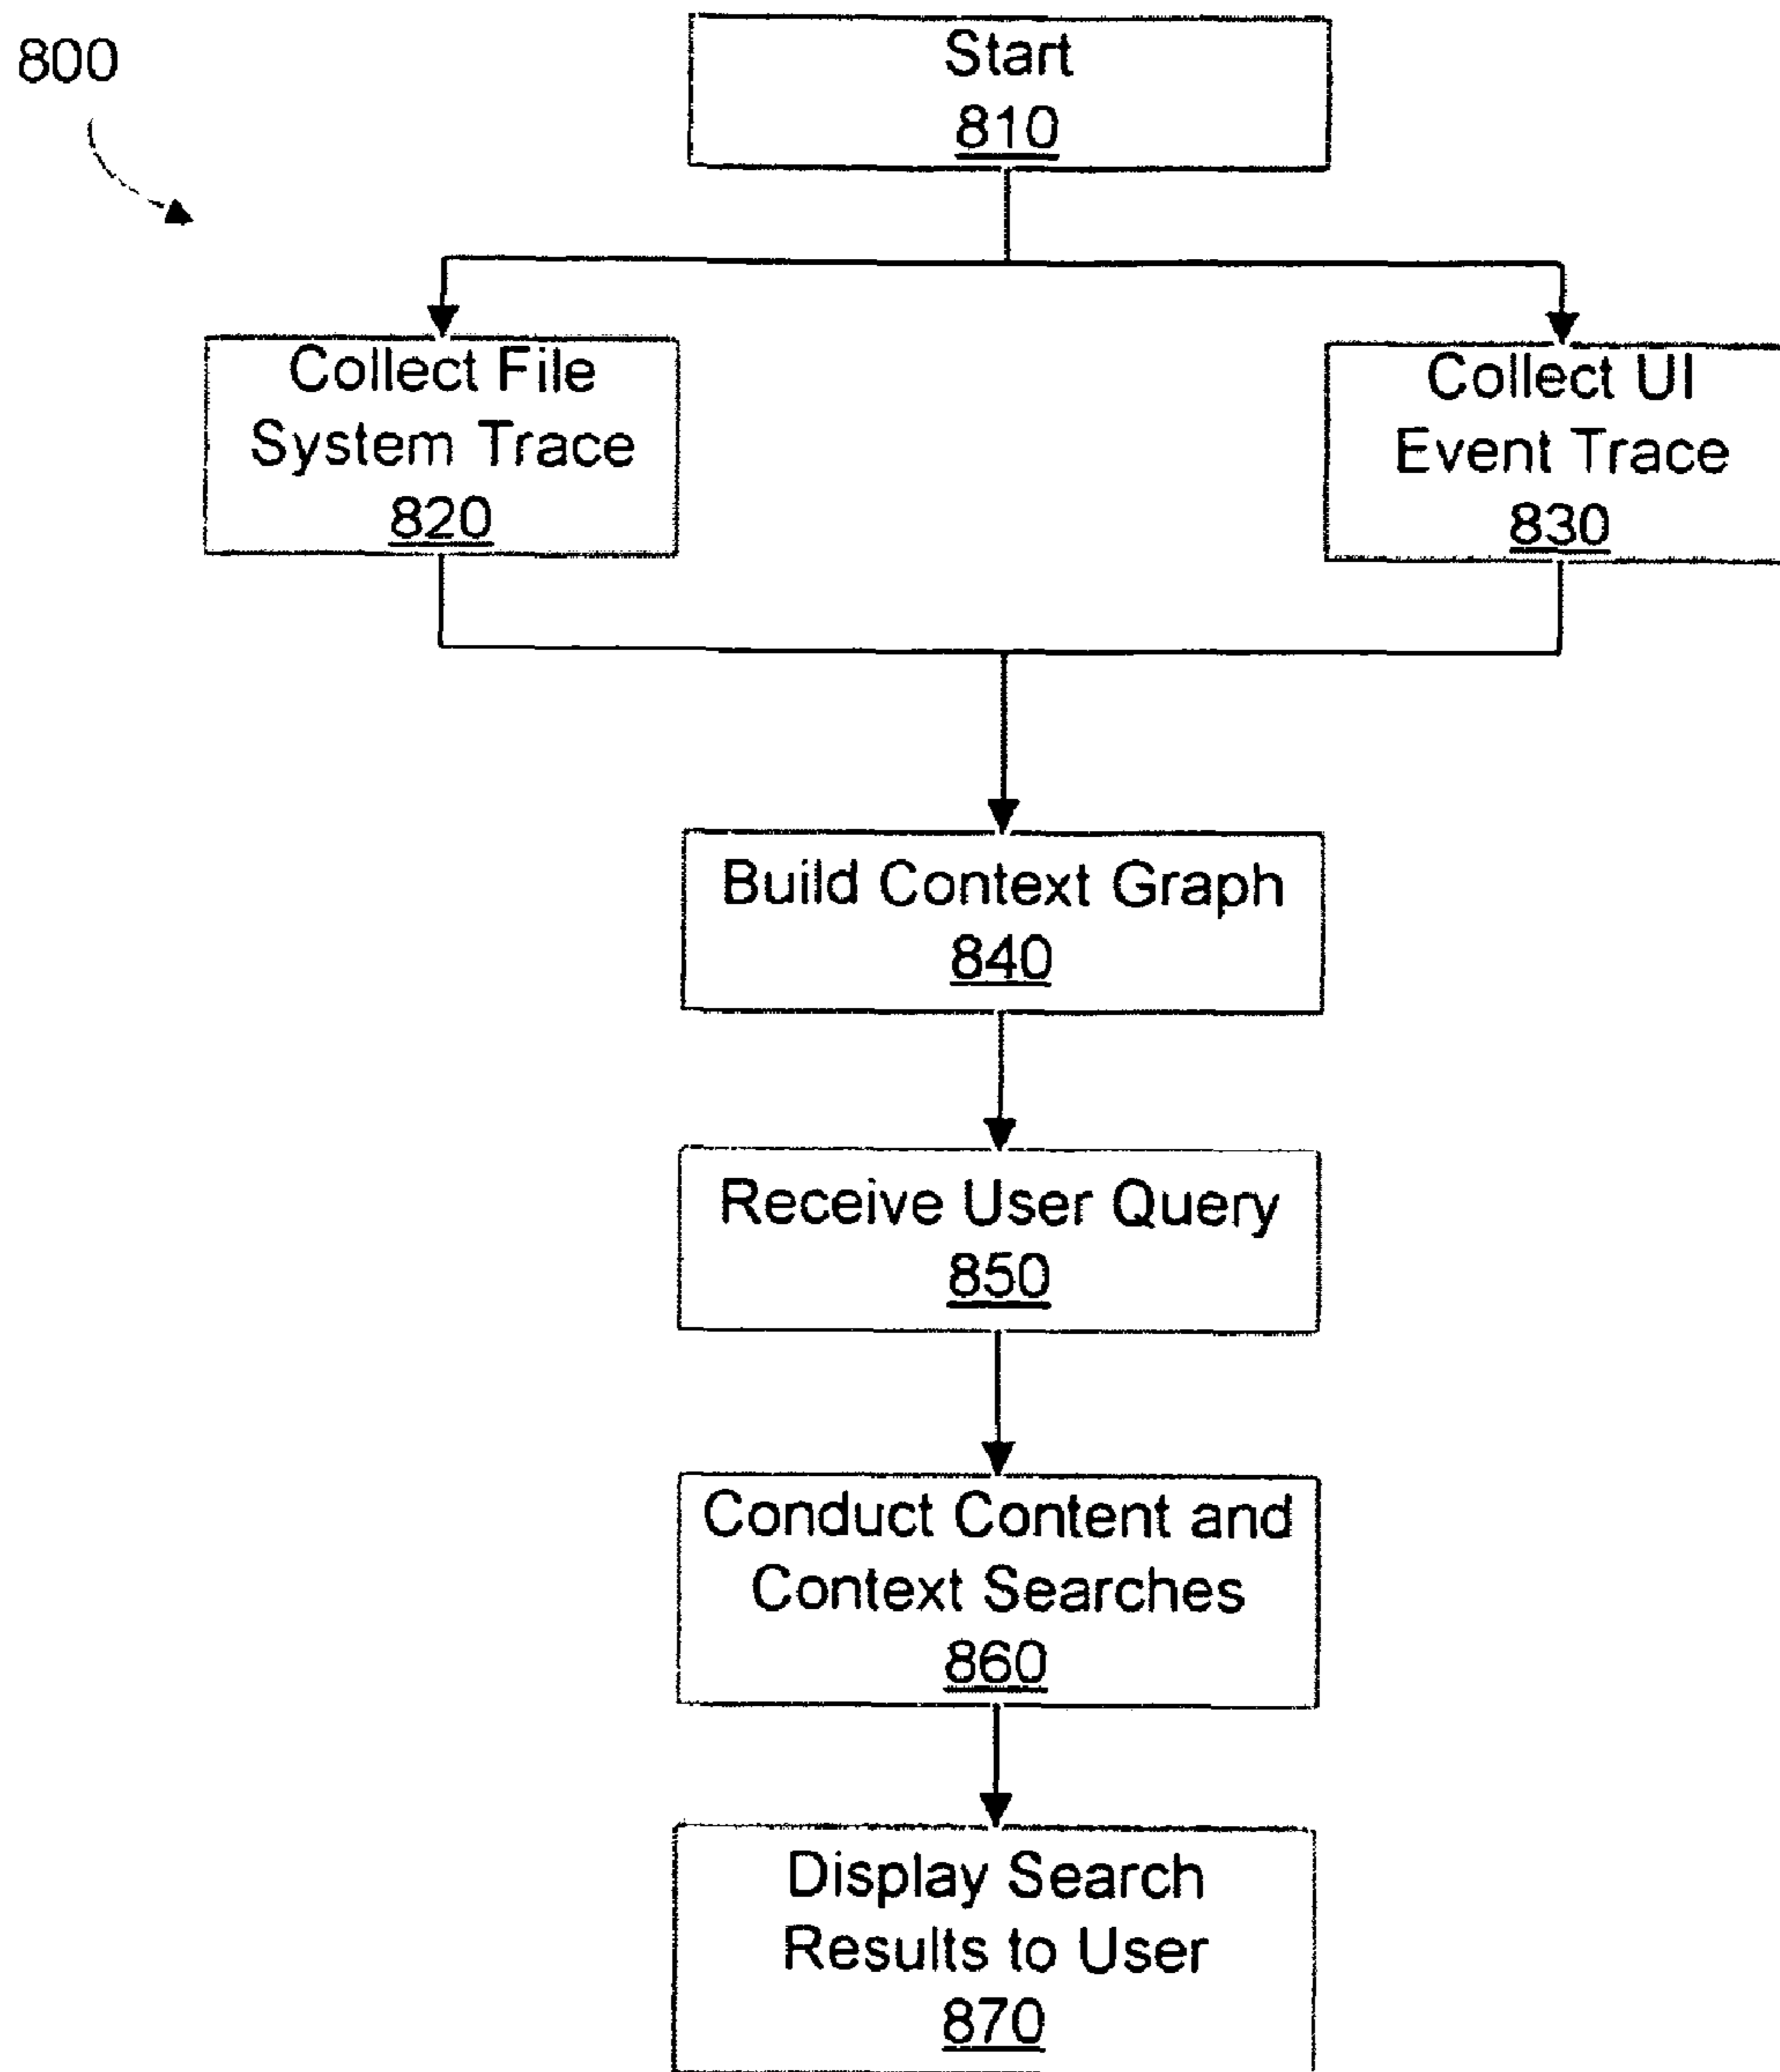 800
Start
810
Collect File
System Trace
820
Collect UI
Event Trace
830
Build Context Graph
840
Receive User Query
850
Conduct Content and
Context Searches
860
Display Search
Results to User
870